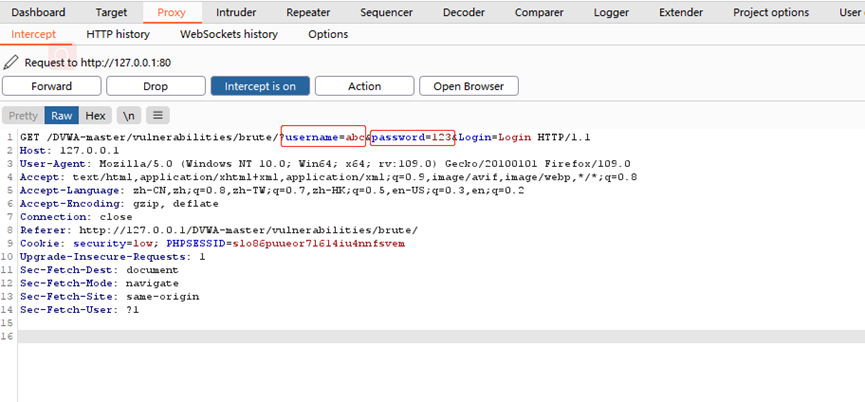 Dashboard Target Proxy Intruder Repeater Sequencer Decoder Comparer Logger Extender Project options User
Intercept HTTP history WebSockets history Options
Request to http://127.0.0.1:80
Forward Drop Intercept is on Action Open Browser
Pretty Raw Hex \n
1 GET /DVWA-master/vulnerabilities/brute/?username=abc&password=123&Login=Login HTTP/1.1
2 Host: 127.0.0.1
3 User-Agent: Mozilla/5.0 (Windows NT 10.0; Win64; x64; rv:109.0) Gecko/20100101 Firefox/109.0
4 Accept: text/html,application/xhtml+xml,application/xml;q=0.9,image/avif,image/webp,*/*;q=0.8
5 Accept-Language: zh-CN,zh;q=0.8,zh-TW;q=0.7,zh-HK;q=0.5,en-US;q=0.3,en;q=0.2
6 Accept-Encoding: gzip, deflate
7 Connection: close
8 Referer: http://127.0.0.1/DVWA-master/vulnerabilities/brute/
9 Cookie: security=low; PHPSESSID=slo86puueor71614iu4nnfsvem
10 Upgrade-Insecure-Requests: 1
11 Sec-Fetch-Dest: document
12 Sec-Fetch-Mode: navigate
13 Sec-Fetch-Site: same-origin
14 Sec-Fetch-User: ?1
15
16